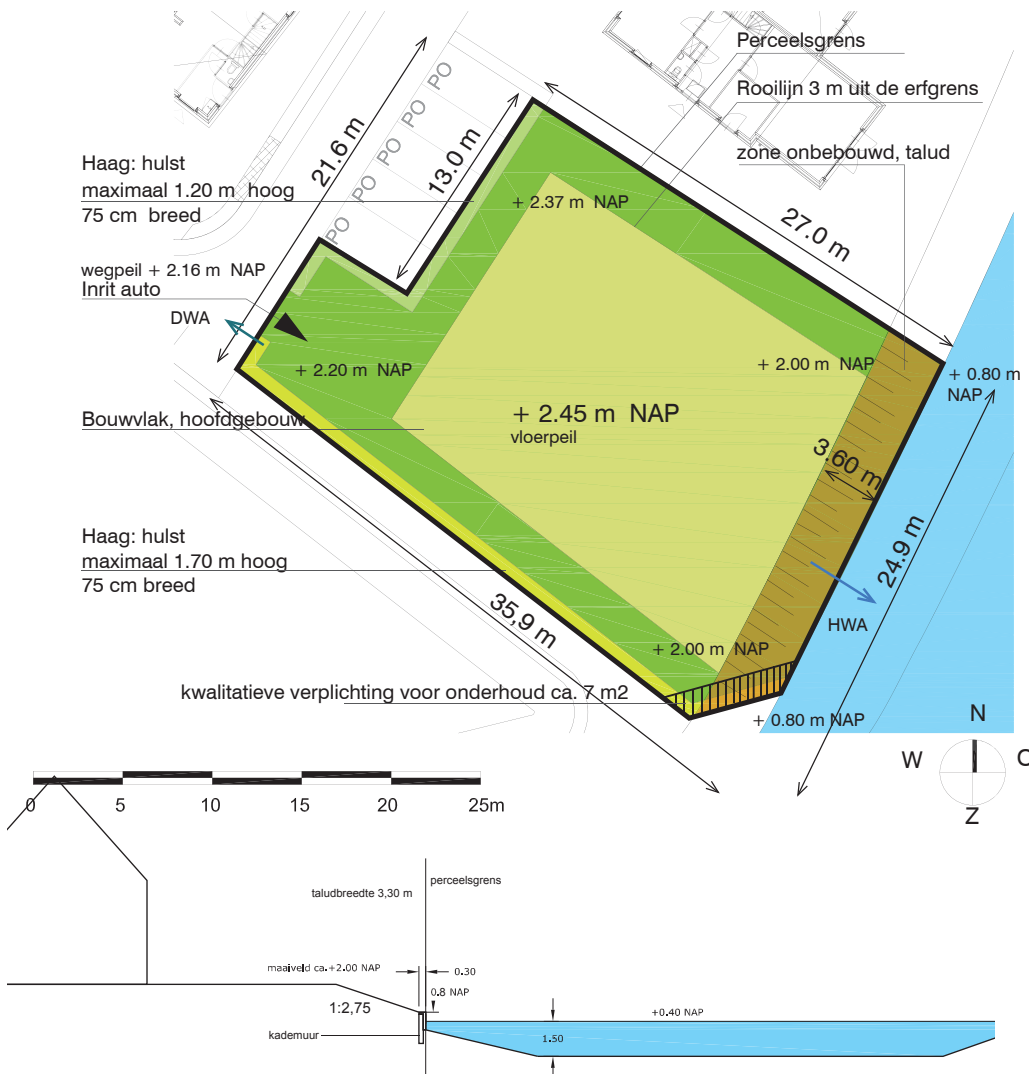 Perceelsgrens
Rooilijn 3 m uit de erfgrens
zone onbebouwd, talud
PO
PO
PO
PO
PO
PO
21.6 m
13.0 m
27.0 m
Haag: hulst
maximaal 1.20 m hoog
75 cm breed
+ 2.37 m NAP
wegpeil + 2.16 m NAP
Inrit auto
DWA
+ 2.20 m NAP
+ 2.00 m NAP
+ 0.80 m
NAP
Bouwvlak, hoofdgebouw
+ 2.45 m NAP
vloerpeil
3.60 m
Haag: hulst
maximaal 1.70 m hoog
75 cm breed
24.9 m
35,9 m
HWA
+ 2.00 m NAP
kwalitatieve verplichting voor onderhoud ca. 7 m2
+ 0.80 m NAP
N
W
O
Z
0 5 10 15 20 25m
taludbreedte 3,30 m
perceelsgrens
maaiveld ca.+2.00 NAP
0.30
0.8 NAP
1:2,75
+0.40 NAP
kademuur
1.50